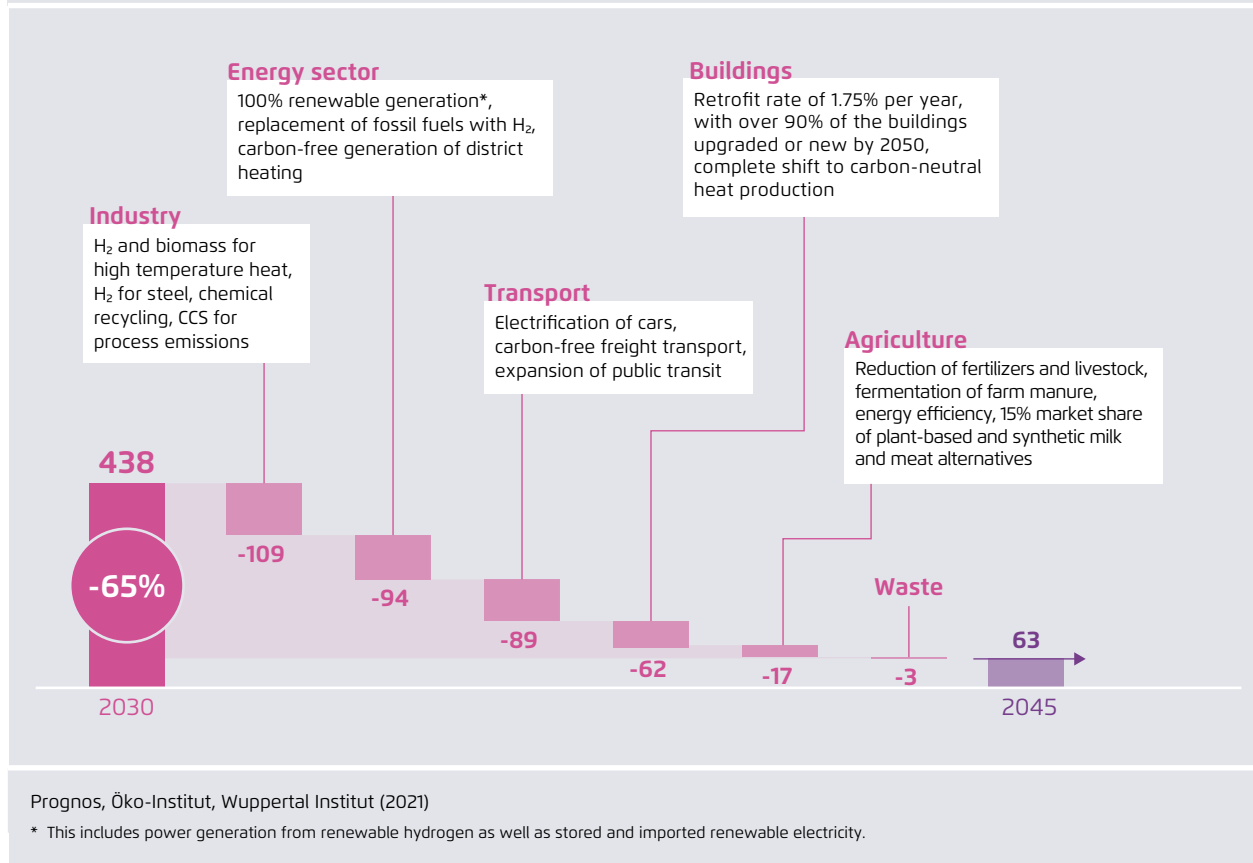 Energy sector
100% renewable generation*,
replacement of fossil fuels with H₂,
carbon-free generation of district
heating
Buildings
Retrofit rate of 1.75% per year,
with over 90% of the buildings
upgraded or new by 2050,
complete shift to carbon-neutral
heat production
Industry
H₂ and biomass for
high temperature heat,
H₂ for steel, chemical
recycling, CCS for
process emissions
Transport
Electrification of cars,
carbon-free freight transport,
expansion of public transit
Agriculture
Reduction of fertilizers and livestock,
fermentation of farm manure,
energy efficiency, 15% market share
of plant-based and synthetic milk
and meat alternatives
438
-65%
-109
-94
-89
-62
-17
Waste
-3
63
2030
2045
Prognos, Öko-Institut, Wuppertal Institut (2021)
* This includes power generation from renewable hydrogen as well as stored and imported renewable electricity.